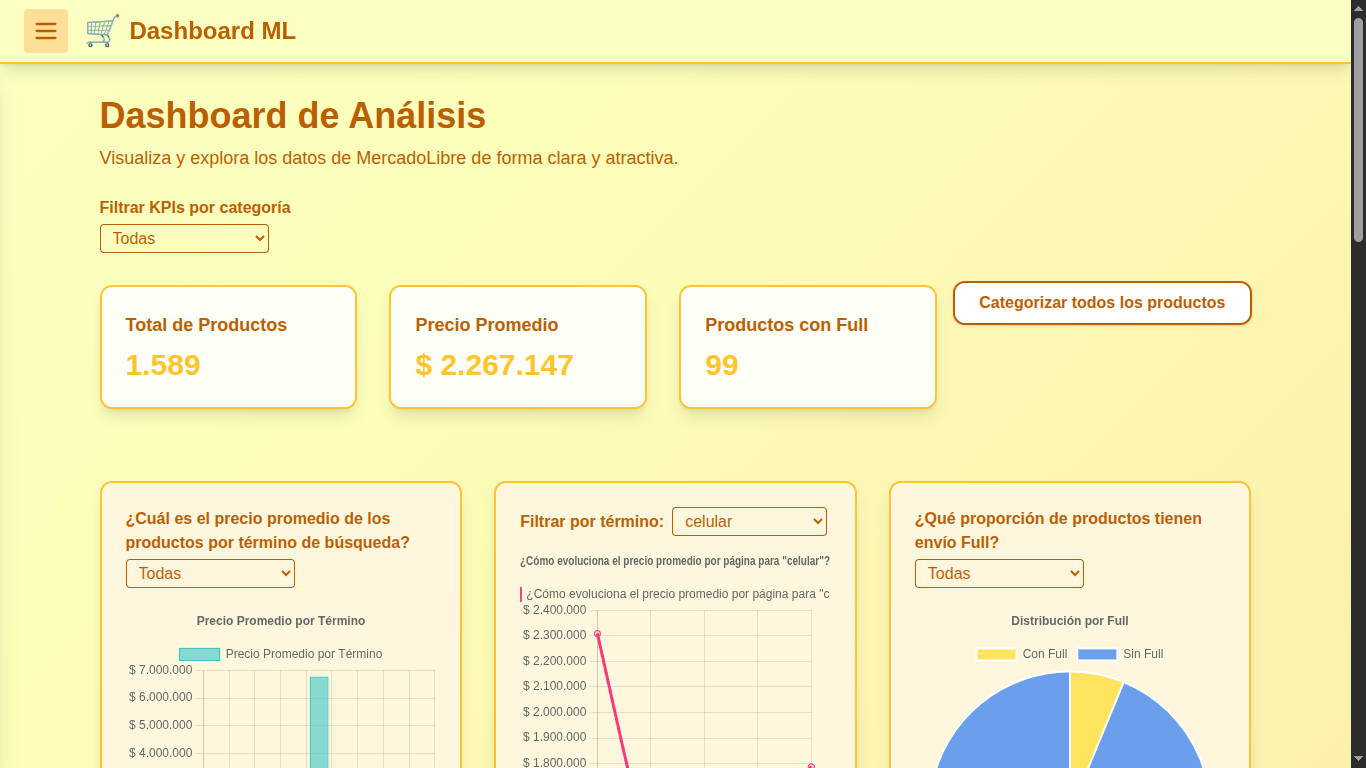 Dashboard ML
Dashboard de Análisis
Visualiza y explora los datos de MercadoLibre de forma clara y atractiva.
Filtrar KPIs por categoría
Todas
Total de Productos
1.589
Precio Promedio
$ 2.267.147
Productos con Full
99
Categorizar todos los productos
¿Cuál es el precio promedio de los
productos por término de búsqueda?
Todas
Precio Promedio por Término
Precio Promedio por Término
$ 7.000.000
$ 6.000.000
$ 5.000.000
$ 4.000.000
Filtrar por término: celular
¿Cómo evoluciona el precio promedio por página para "celular"?
¿Cómo evoluciona el precio promedio por página para "c
$ 2.400.000
$ 2.300.000
$ 2.200.000
$ 2.100.000
$ 2.000.000
$ 1.900.000
$ 1.800.000
¿Qué proporción de productos tienen
envío Full?
Todas
Distribución por Full
Con Full Sin Full